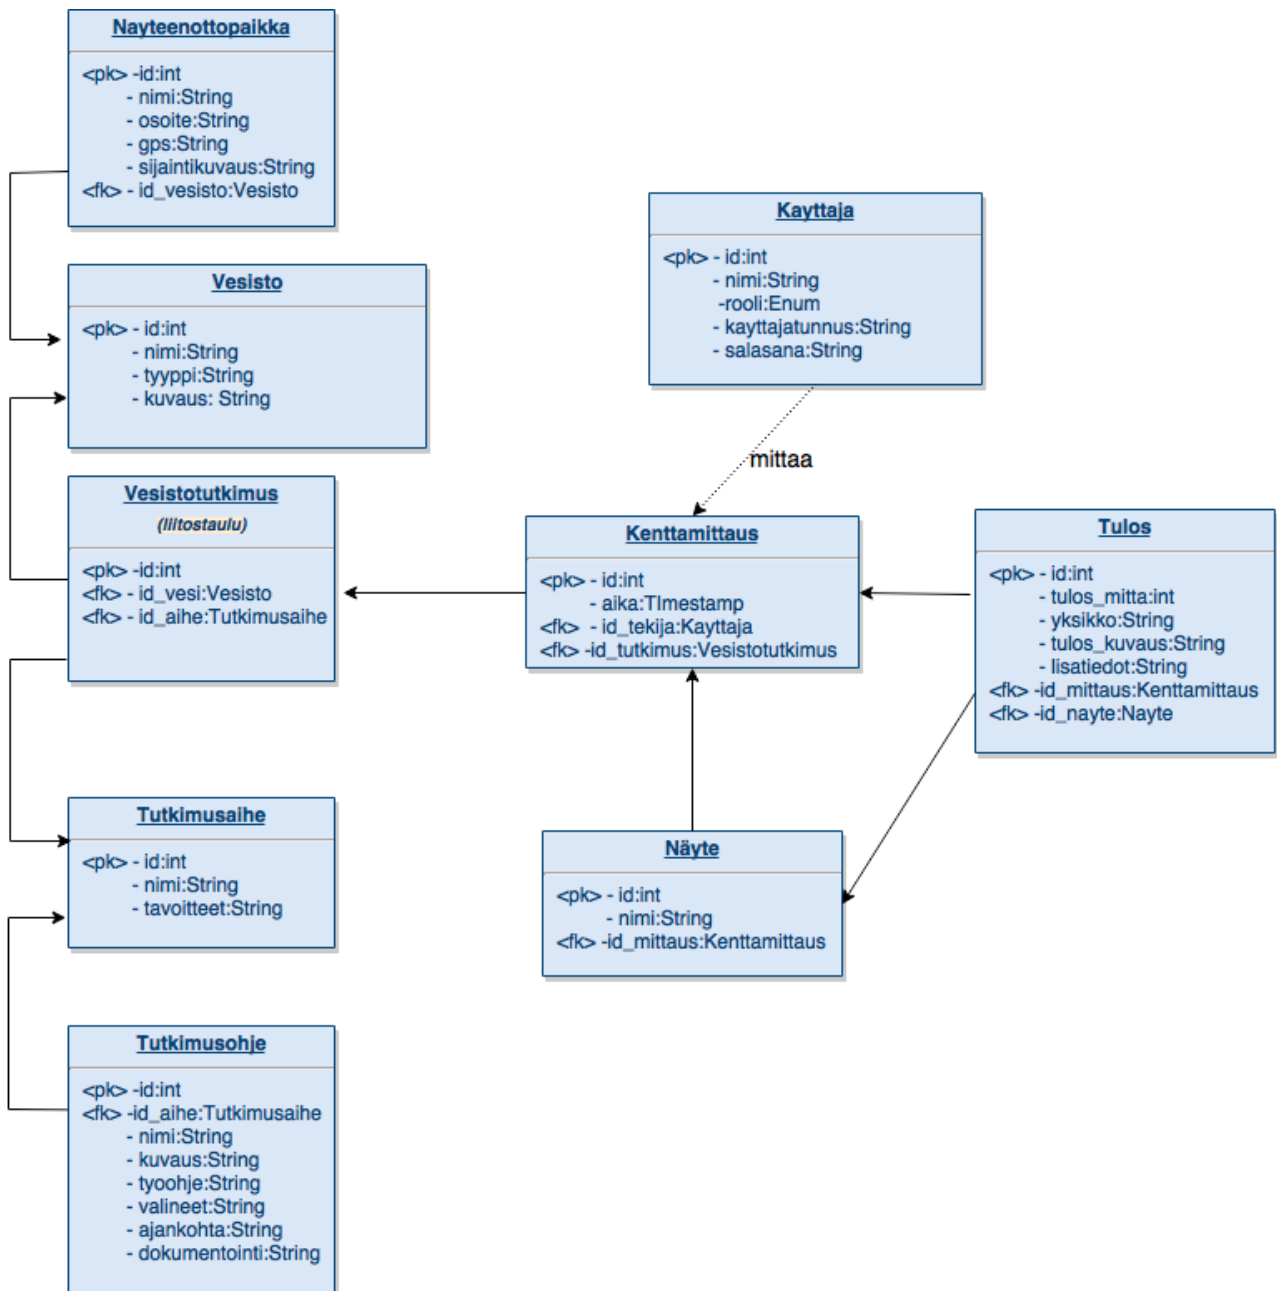 Nayteenottopaikka
<pk> -id:int
- nimi:String
- osoite:String
- gps:String
- sijaintikuvaus:String
<fk> - id_vesisto:Vesisto
Vesisto
<pk> - id:int
- nimi:String
- tyyppi:String
- kuvaus: String
Vesistotutkimus
(liitostaulu)
<pk> -id:int
<fk> - id_vesi:Vesisto
<fk> - id_aihe:Tutkimusaihe
Tutkimusaihe
<pk> - id:int
- nimi:String
- tavoitteet:String
Tutkimusohje
<pk> -id:int
<fk> -id_aihe:Tutkimusaihe
- nimi:String
- kuvaus:String
- tyoohje:String
- valineet:String
- ajankohta:String
- dokumentointi:String
Kayttaja
<pk> - id:int
- nimi:String
-rooli:Enum
- kayttajatunnus:String
- salasana:String
mittaa
Kenttamittaus
<pk> - id:int
- aika:TImestamp
<fk> - id_tekija:Kayttaja
<fk> -id_tutkimus:Vesistotutkimus
Näyte
<pk> - id:int
- nimi:String
<fk> -id_mittaus:Kenttamittaus
Tulos
<pk> - id:int
- tulos_mitta:int
- yksikko:String
- tulos_kuvaus:String
- lisatiedot:String
<fk> -id_mittaus:Kenttamittaus
<fk> -id_nayte:Nayte